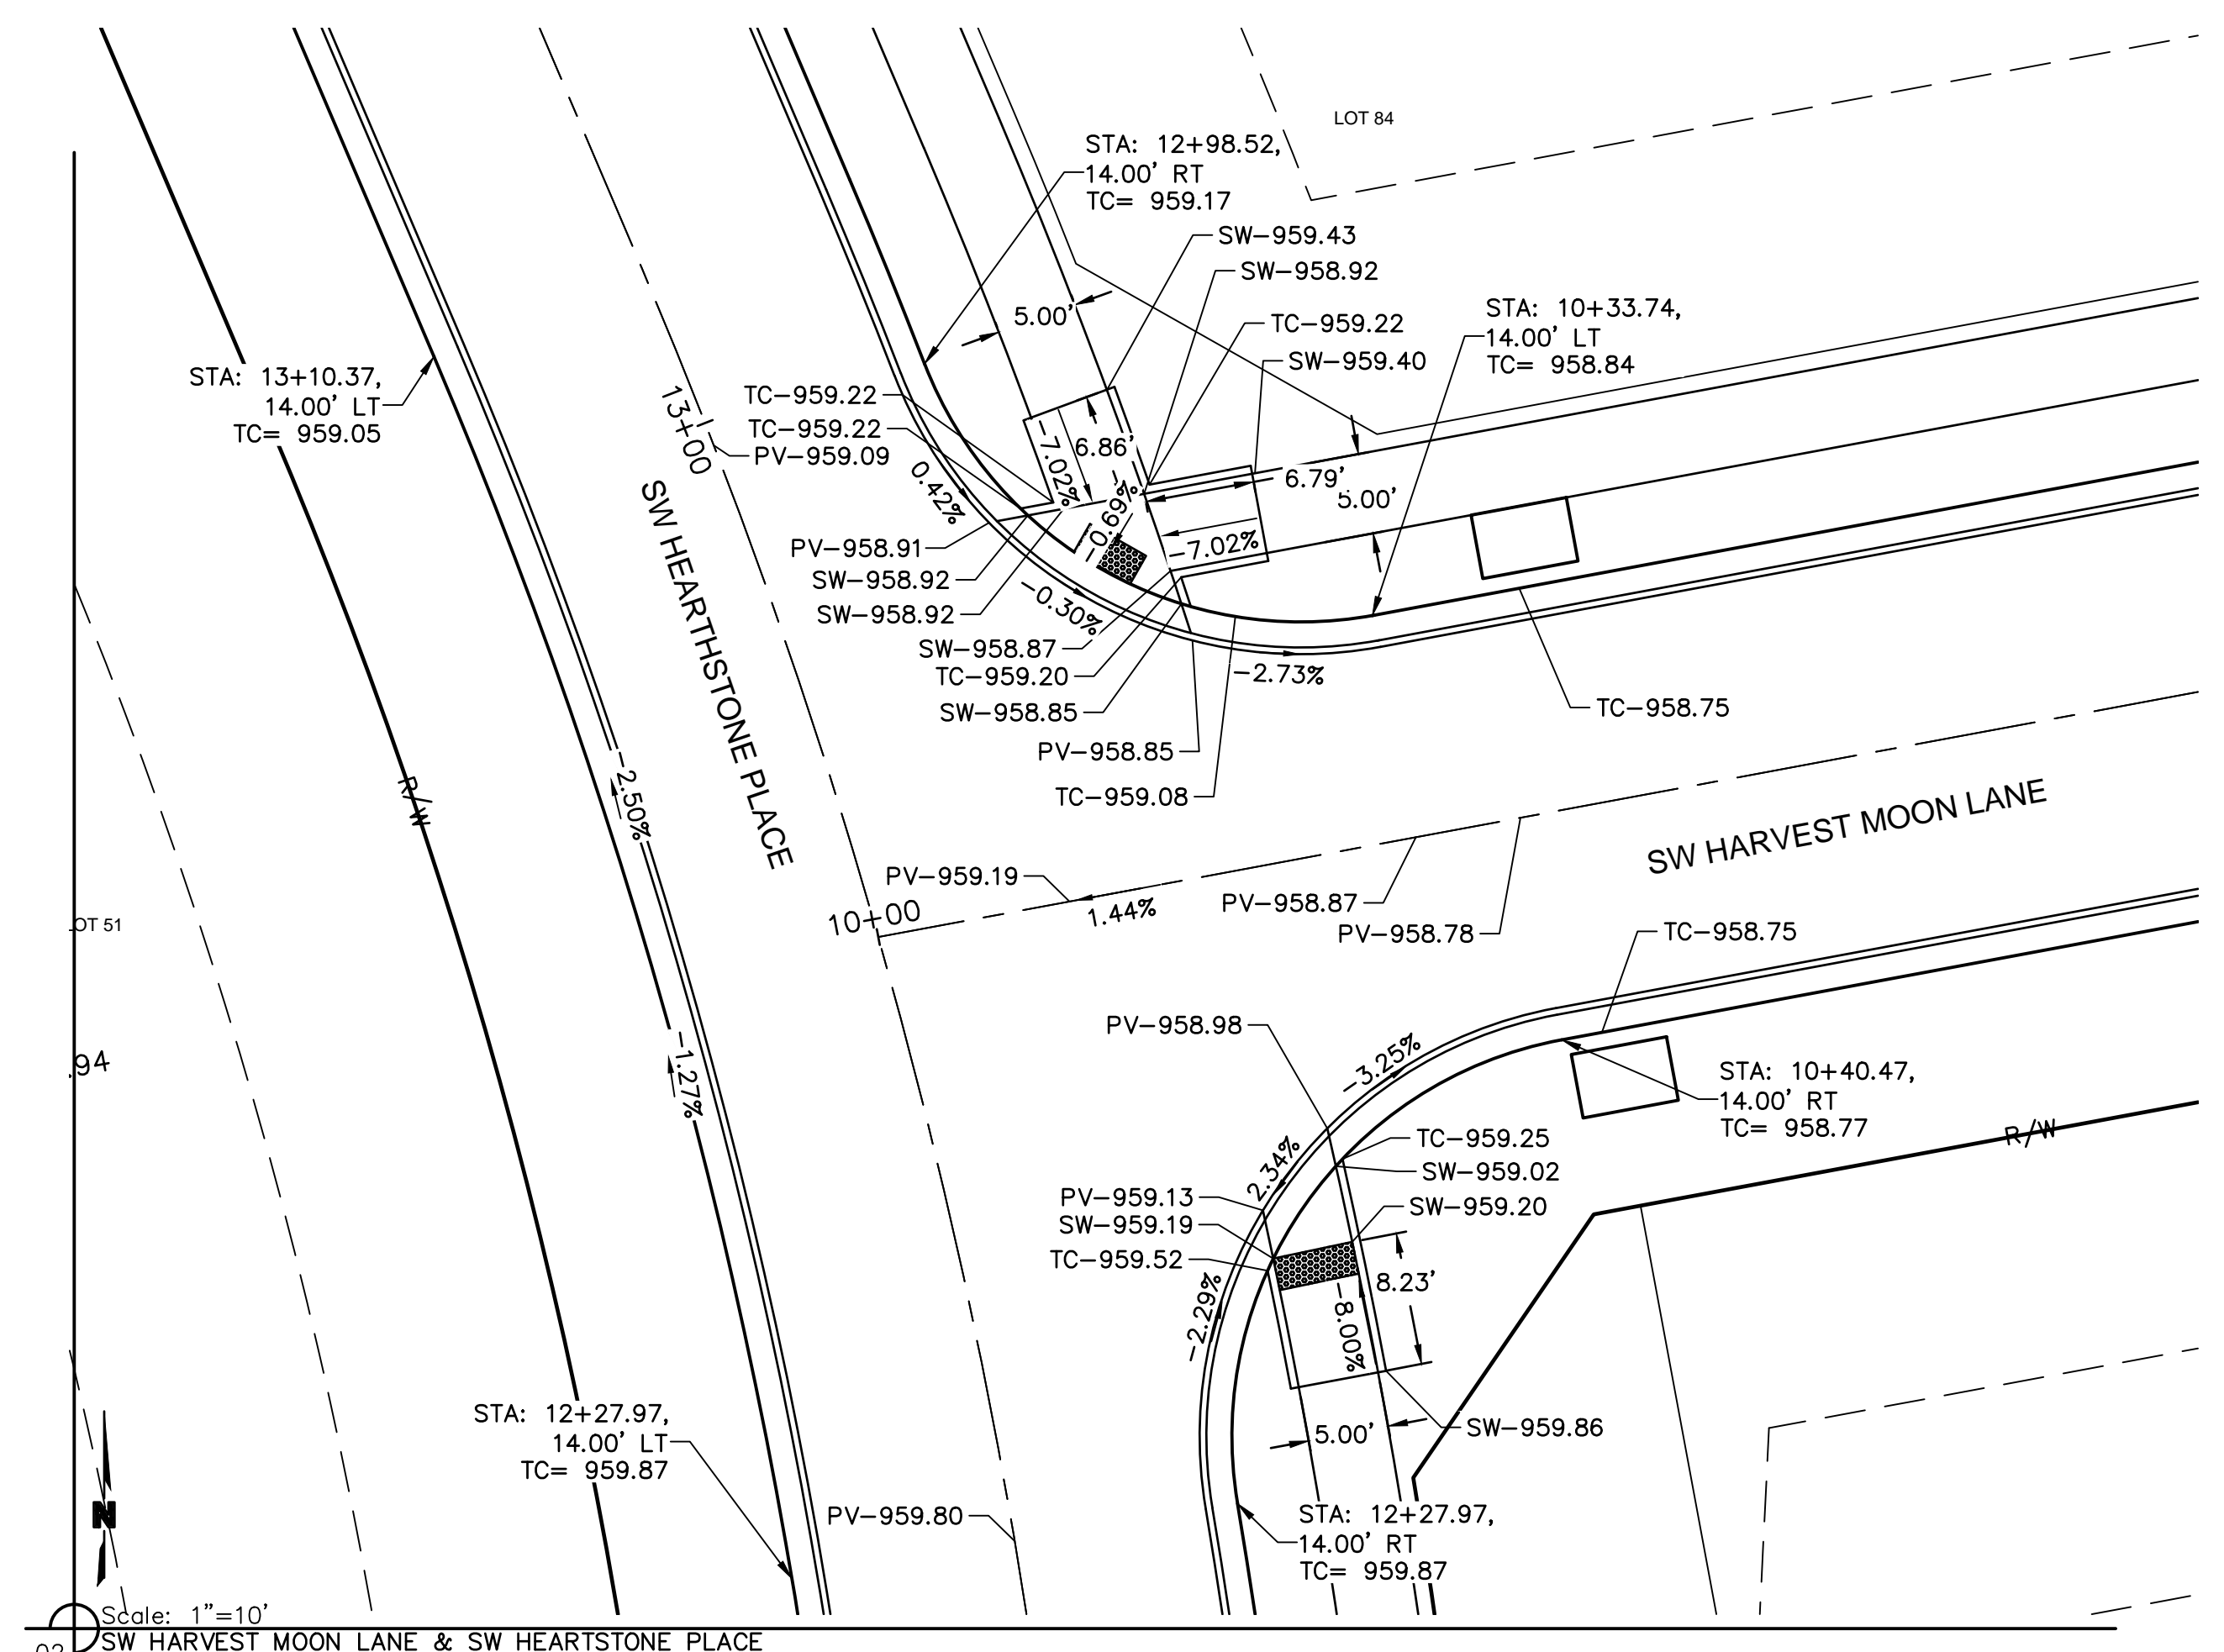 LOT 84
STA: 12+98.52,
14.00' RT
TC= 959.17
SW-959.43
SW-958.92
5.00'
TC-959.22
STA: 10+33.74,
14.00' LT
TC= 958.84
SW-959.40
STA: 13+10.37,
14.00' LT
TC= 959.05
TC-959.22
TC-959.22
13+00
PV-959.09
6.86'
-7.02%
6.79'
5.00'
0.42%
-0.69%
-7.02%
PV-958.91
SW-958.92
SW-958.92
-0.30%
SW-958.87
TC-959.20
-2.73%
SW-958.85
TC-958.75
PV-958.85
TC-959.08
SW HEARTHSTONE PLACE
R/W
-2.50%
SW HARVEST MOON LANE
PV-959.19
10+00
1.44%
PV-958.87
PV-958.78
OT 51
TC-958.75
.94
-1.27%
PV-958.98
-3.25%
STA: 10+40.47,
14.00' RT
TC= 958.77
R/W
TC-959.25
2.34%
SW-959.02
PV-959.13
SW-959.20
SW-959.19
TC-959.52
-2.29%
8.23'
-8.00%
STA: 12+27.97,
14.00' LT
TC= 959.87
5.00'
SW-959.86
N
PV-959.80
STA: 12+27.97,
14.00' RT
TC= 959.87
Scale: 1"=10'
SW HARVEST MOON LANE & SW HEARTSTONE PLACE